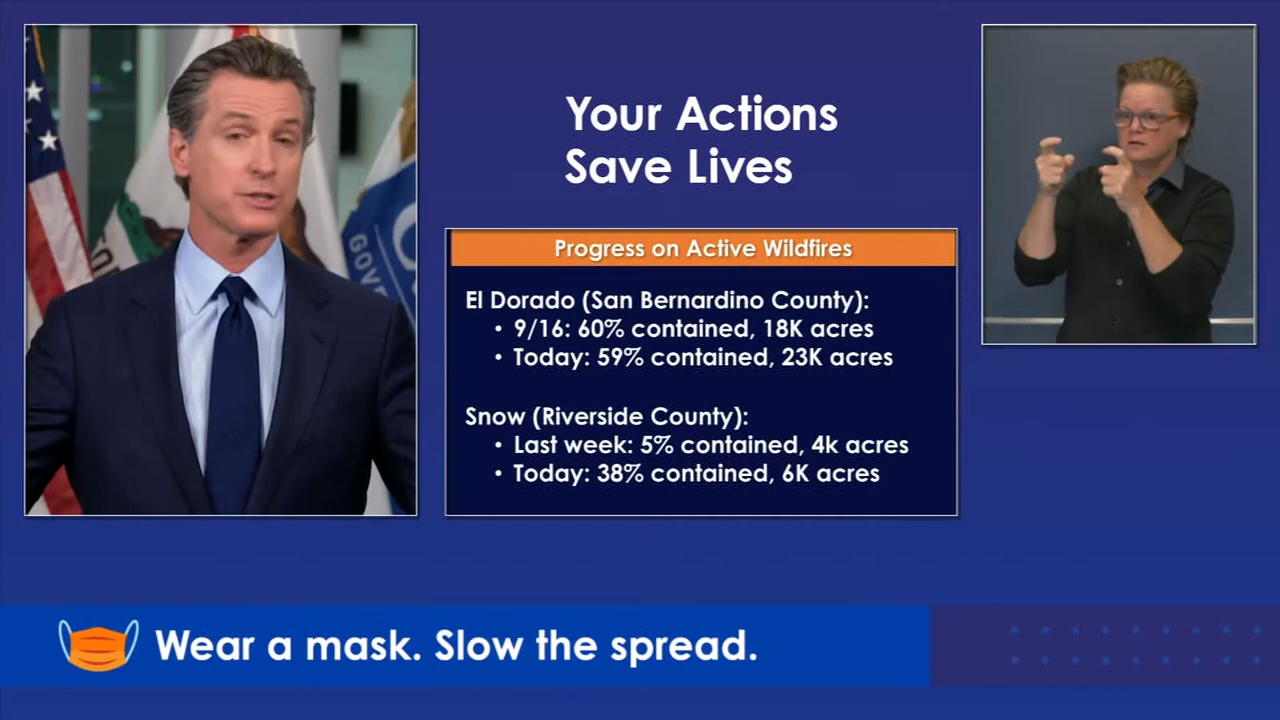 Your Actions
Save Lives
Progress on Active Wildfires
El Dorado (San Bernardino County):
• 9/16: 60% contained, 18K acres
• Today: 59% contained, 23K acres
Snow (Riverside County):
• Last week: 5% contained, 4k acres
• Today: 38% contained, 6K acres
GOVE
Wear a mask. Slow the spread.